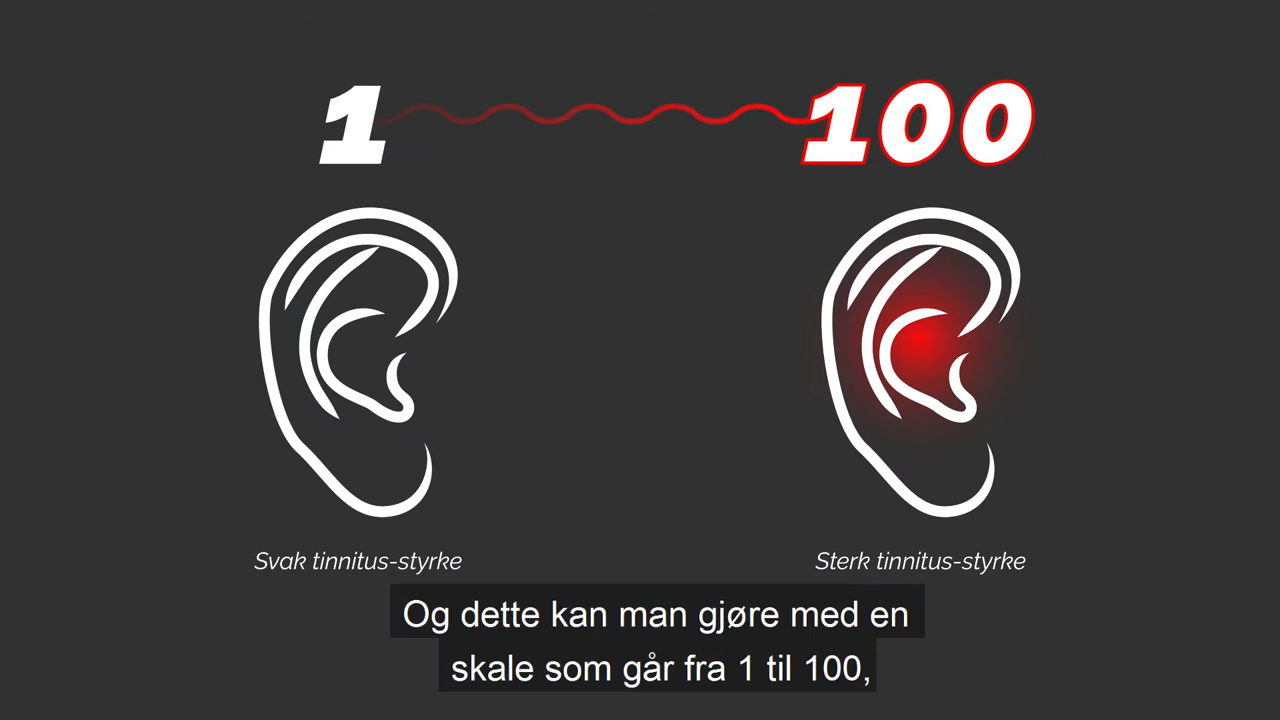 1 100
Svak tinnitus-styrke Sterk tinnitus-styrke
Og dette kan man gjøre med en
skale som går fra 1 til 100,